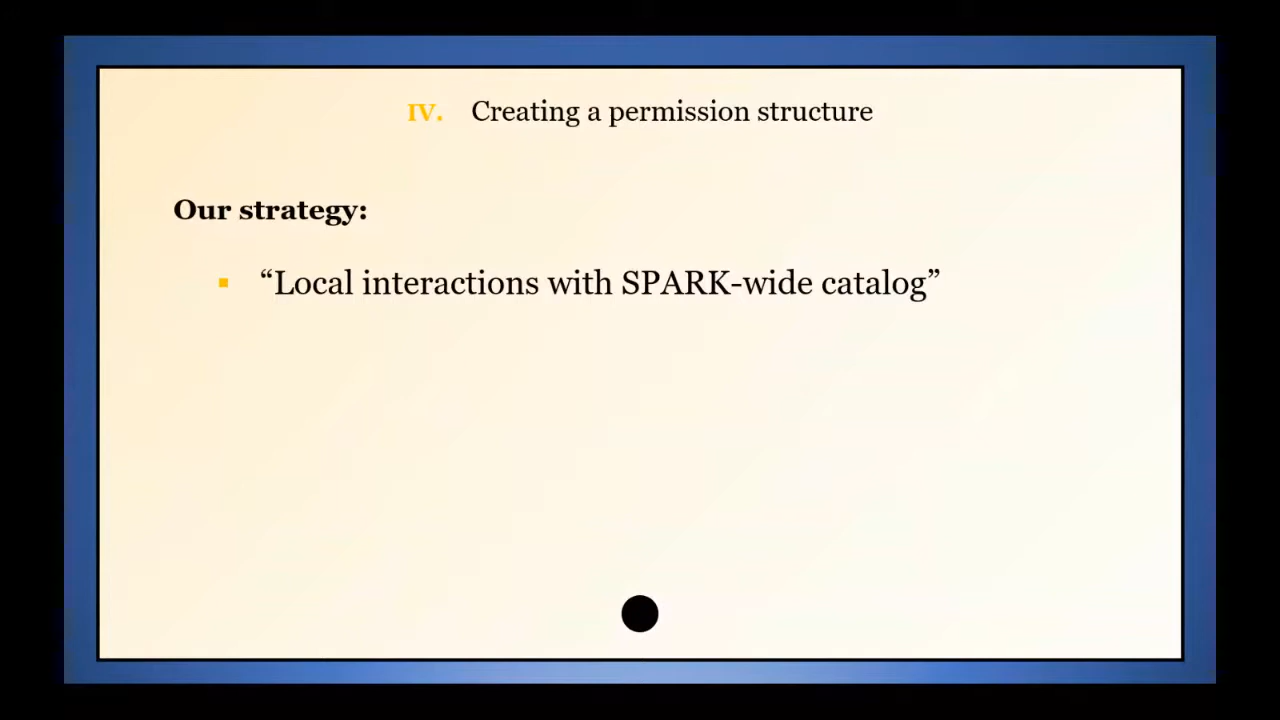 IV. Creating a permission structure
Our strategy:
▪ “Local interactions with SPARK-wide catalog”